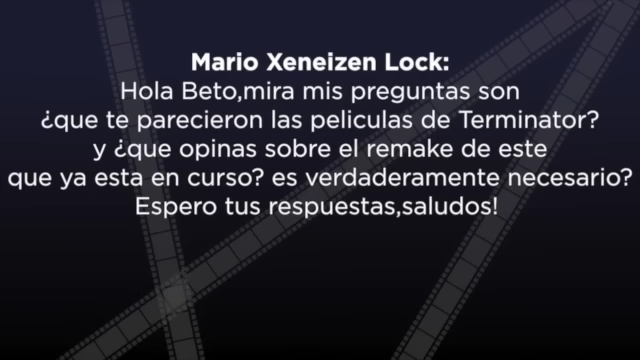 Mario Xeneizen Lock:
Hola Beto,mira mis preguntas son
¿que te parecieron las peliculas de Terminator?
y ¿que opinas sobre el remake de este
que ya esta en curso? es verdaderamente necesario?
Espero tus respuestas,saludos!